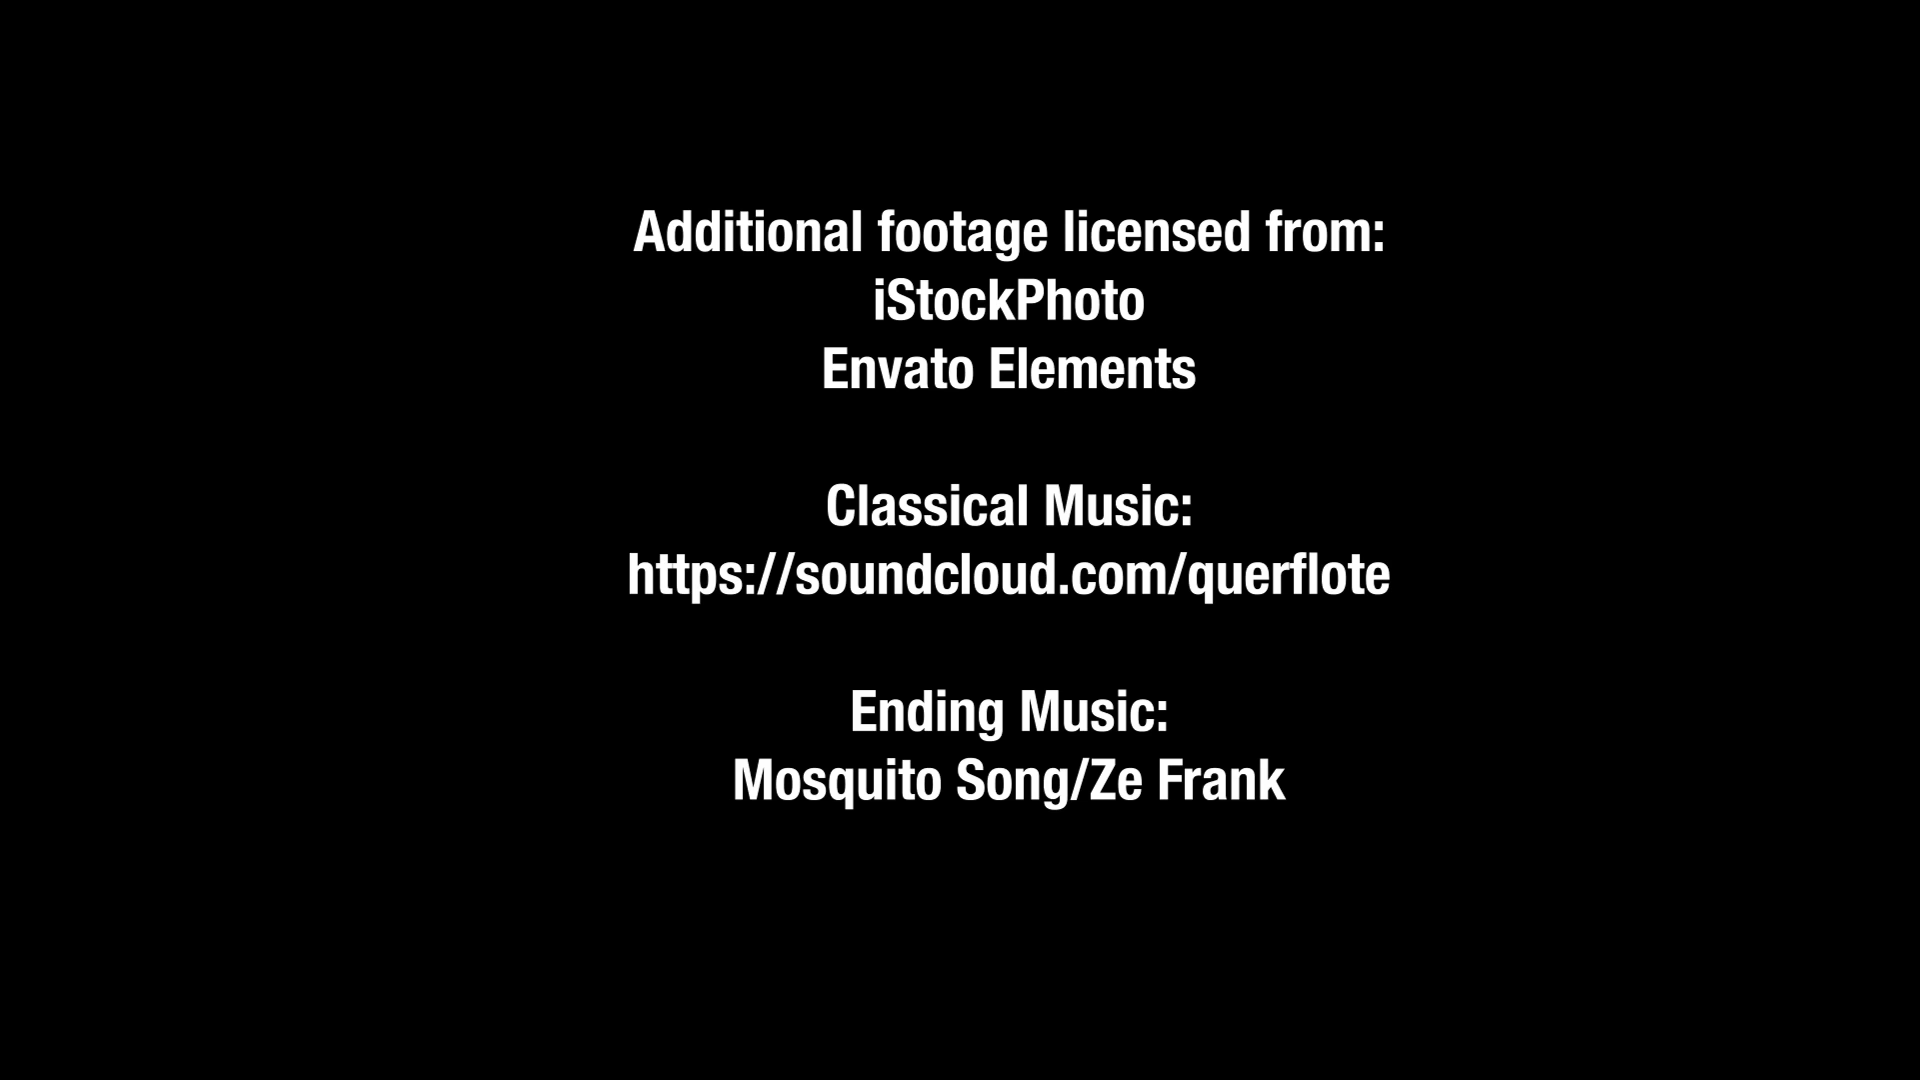 Additional footage licensed from:
iStockPhoto
Envato Elements
Classical Music:
https://soundcloud.com/querflote
Ending Music:
Mosquito Song/Ze Frank